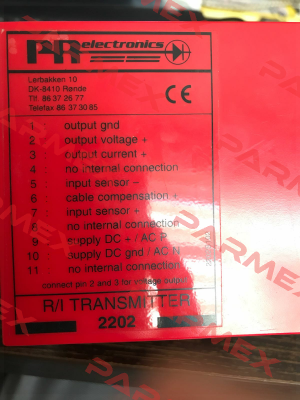 PR electronics
Lerbakken 10
DK-8410 Rønde
Tlf. 86 37 26 77
Telefax 86 37 30 85
CE
1 : output gnd
2 : output voltage +
3 : output current +
4 : no internal connection
5 : input sensor -
6 : cable compensation +
7 : input sensor +
8 : no internal connection
9 : supply DC + / AC P
10 : supply DC gnd / AC N
11 : no internal connection
connect pin 2 and 3 for voltage output
R/I TRANSMITTER
2202
PARMEX